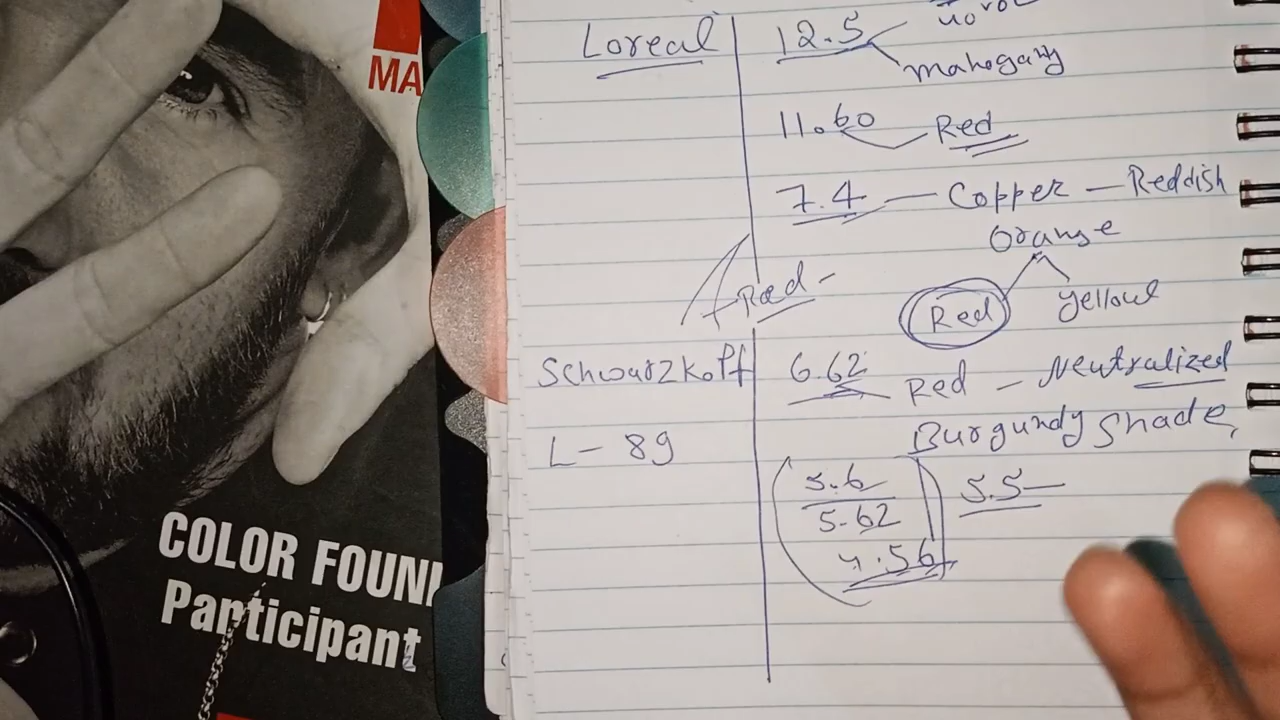 MA
COLOR FOUN
Participant
Loreal 12.5
mahogany
11.60 Red
7.4 — Copper — Reddish
Orange
Red - Red Yellow
Schwarzkopf 6.62 Red - Neutralized
L - 89 Burgundy Shade,
5.6 5.5 —
5.62
4.56